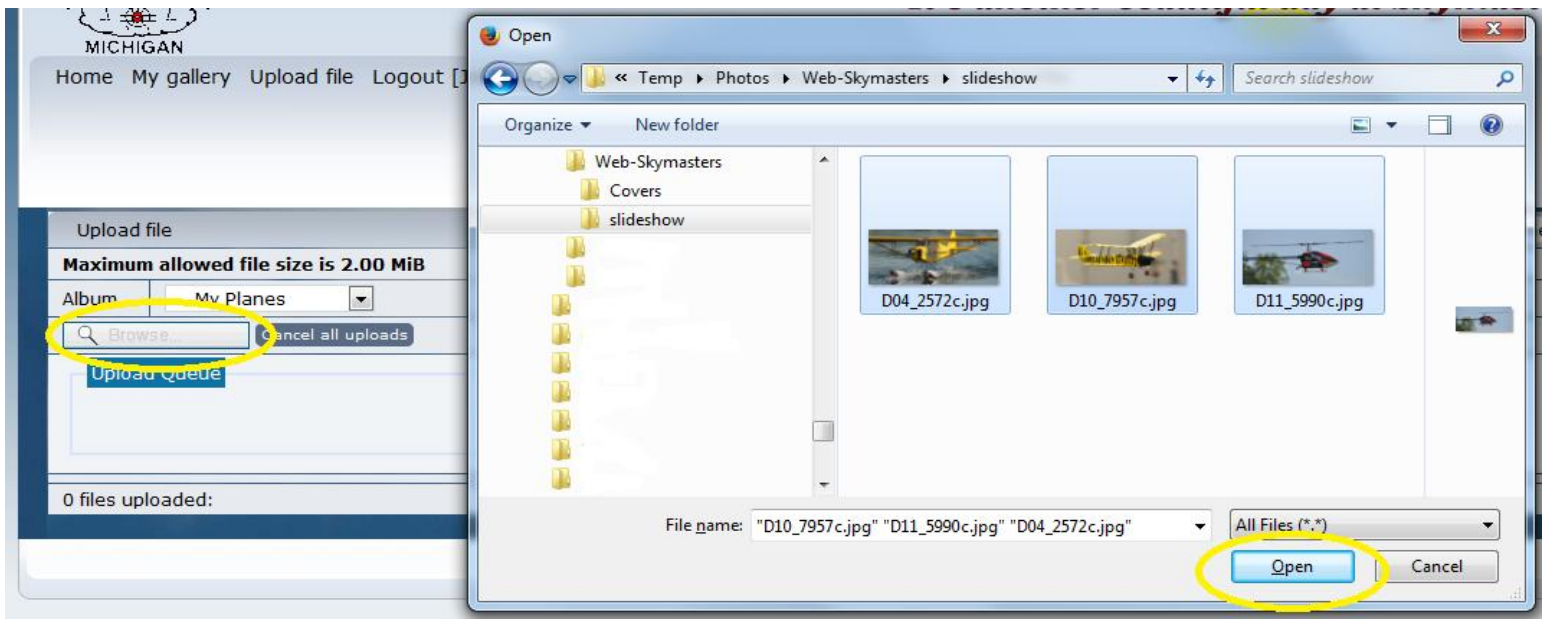 MICHIGAN
Home My gallery Upload file Logout [J
Upload file
Maximum allowed file size is 2.00 MiB
Album My Planes
Browse... Cancel all uploads
Upload Queue
0 files uploaded:
Open
« Temp Photos Web-Skymasters slideshow
Search slideshow
Organize New folder
Web-Skymasters
Covers
slideshow
D04_2572c.jpg D10_7957c.jpg D11_5990c.jpg
File name: "D10_7957c.jpg" "D11_5990c.jpg" "D04_2572c.jpg" All Files (*.*)
Open Cancel